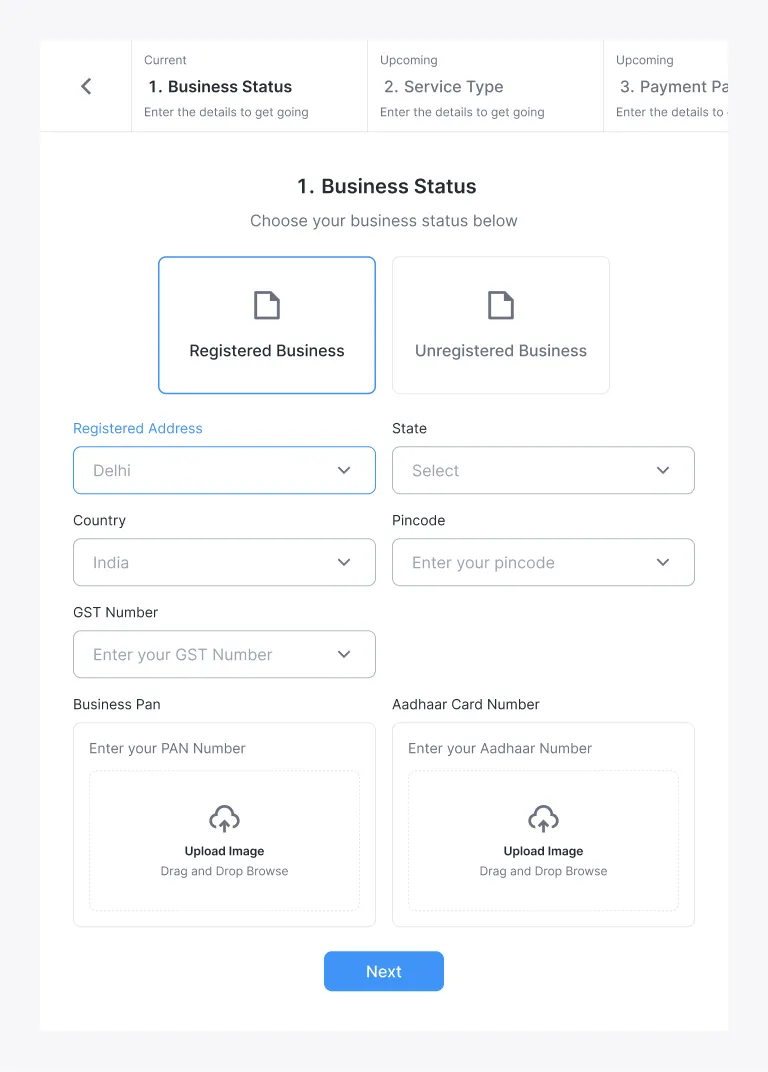 Current
1. Business Status
Enter the details to get going
Upcoming
2. Service Type
Enter the details to get going
Upcoming
3. Payment Pa
Enter the details to
1. Business Status
Choose your business status below
Registered Business
Unregistered Business
Registered Address
State
Delhi
Select
Country
Pincode
India
Enter your pincode
GST Number
Enter your GST Number
Business Pan
Aadhaar Card Number
Enter your PAN Number
Enter your Aadhaar Number
Upload Image
Drag and Drop Browse
Upload Image
Drag and Drop Browse
Next